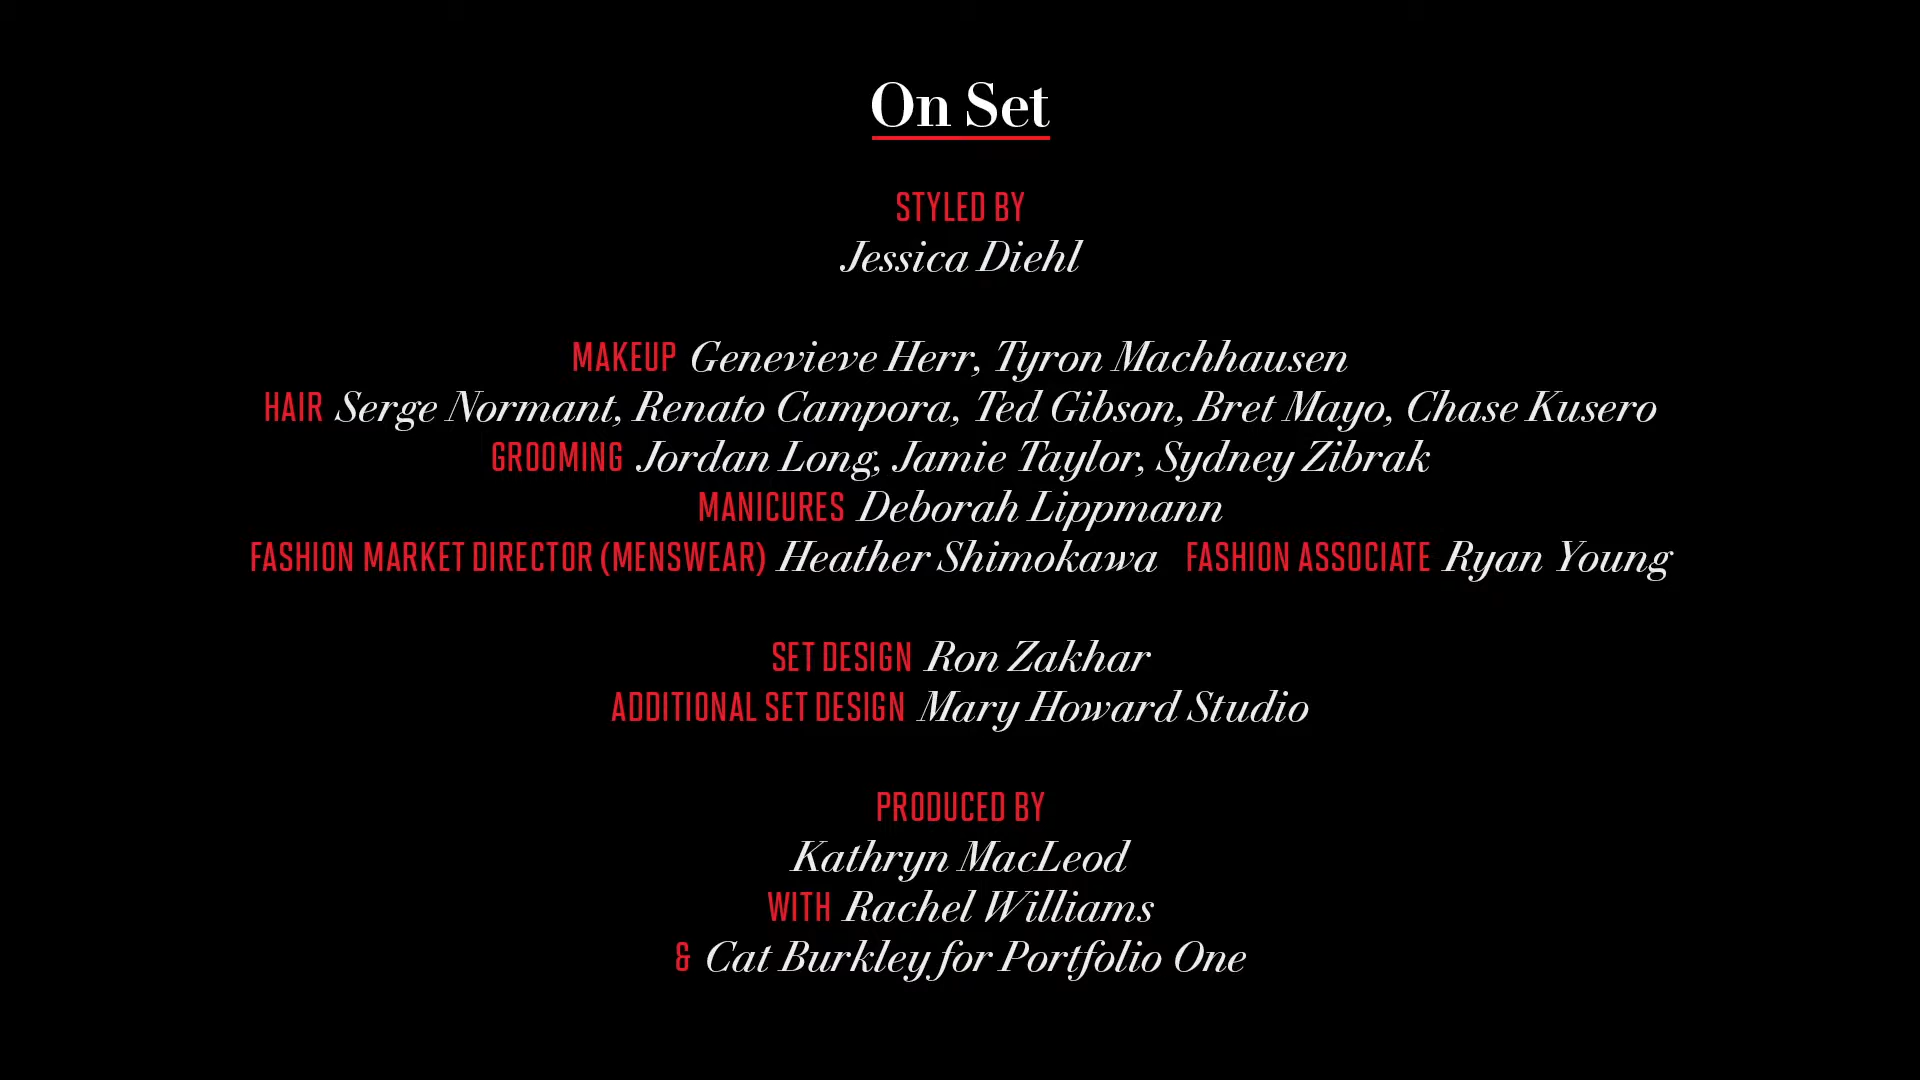 On Set
STYLED BY
Jessica Diehl
MAKEUP Genevieve Herr, Tyron Machhausen
HAIR Serge Normant, Renato Campora, Ted Gibson, Bret Mayo, Chase Kusero
GROOMING Jordan Long, Jamie Taylor, Sydney Zibrak
MANICURES Deborah Lippmann
FASHION MARKET DIRECTOR (MENSWEAR) Heather Shimokawa FASHION ASSOCIATE Ryan Young
SET DESIGN Ron Zakhar
ADDITIONAL SET DESIGN Mary Howard Studio
PRODUCED BY
Kathryn MacLeod
WITH Rachel Williams
& Cat Burkley for Portfolio One